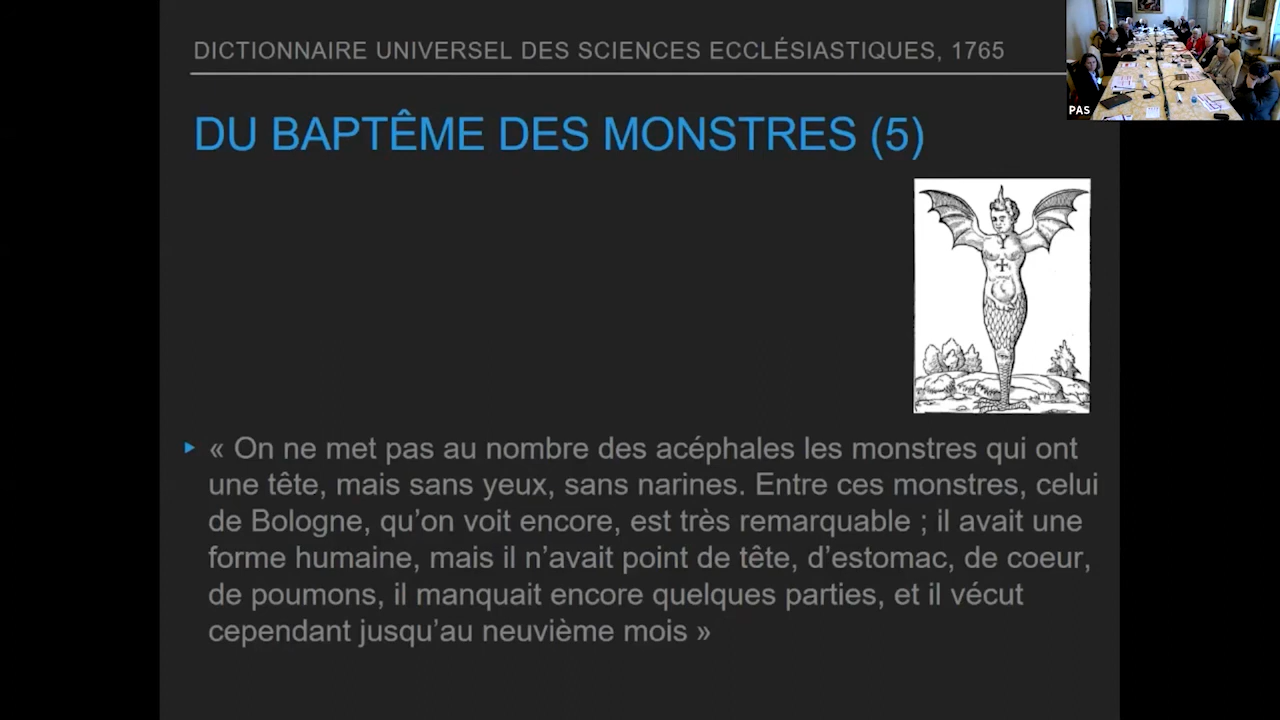 DICTIONNAIRE UNIVERSEL DES SCIENCES ECCLÉSIASTIQUES, 1765
PAS
DU BAPTÊME DES MONSTRES (5)
« On ne met pas au nombre des acéphales les monstres qui ont
une tête, mais sans yeux, sans narines. Entre ces monstres, celui
de Bologne, qu’on voit encore, est très remarquable ; il avait une
forme humaine, mais il n’avait point de tête, d’estomac, de coeur,
de poumons, il manquait encore quelques parties, et il vécut
cependant jusqu’au neuvième mois »